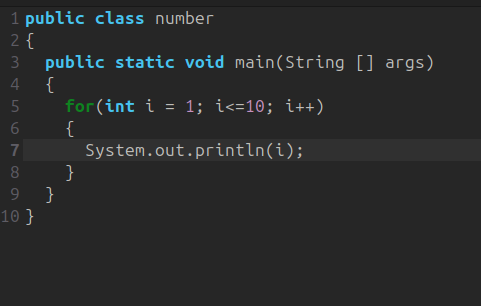 1 public class number
2 {
3   public static void main(String [] args)
4   {
5     for(int i = 1; i<=10; i++)
6     {
7       System.out.println(i);
8     }
9   }
10 }